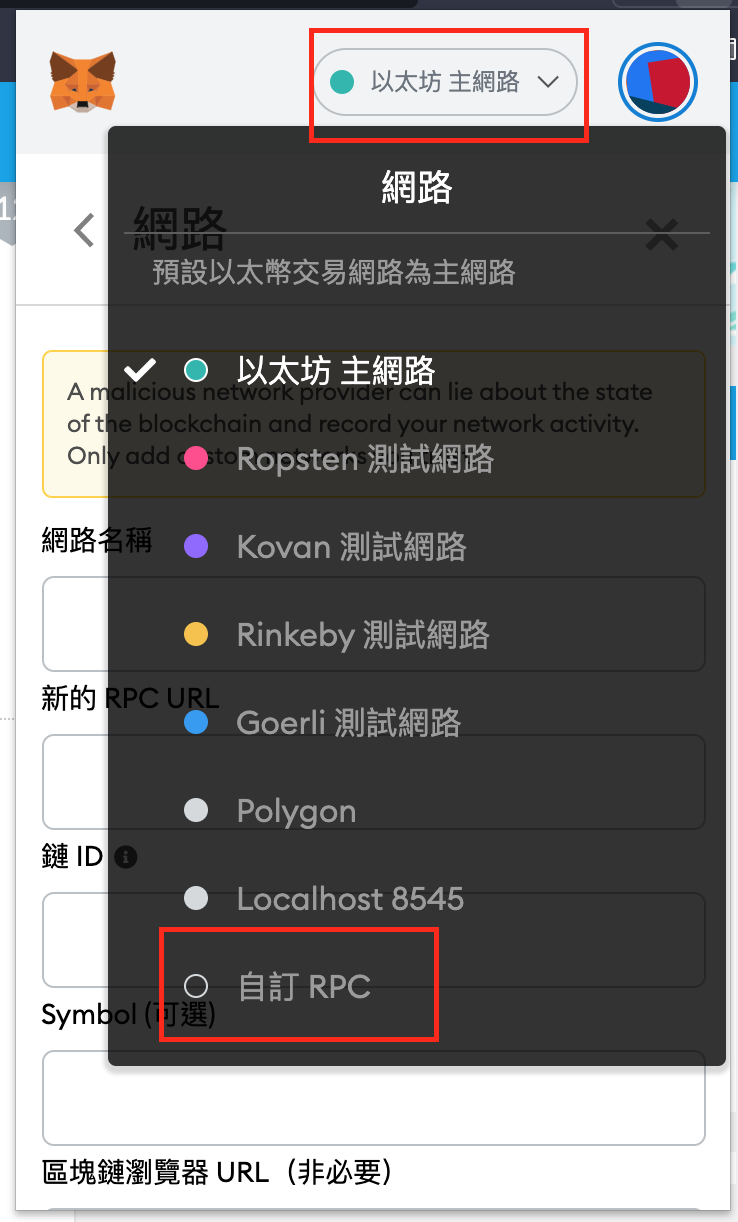 以太坊 主網路
網路
網路
預設以太幣交易網路為主網路
以太坊 主網路
A malicious network provider can lie about the state
of the blockchain and record your network activity.
Only add custom networks
Ropsten 測試網路
網路名稱
Kovan 測試網路
Rinkeby 測試網路
新的 RPC URL
Goerli 測試網路
Polygon
鏈 ID
Localhost 8545
自訂 RPC
Symbol (可選)
區塊鏈瀏覽器 URL（非必要）